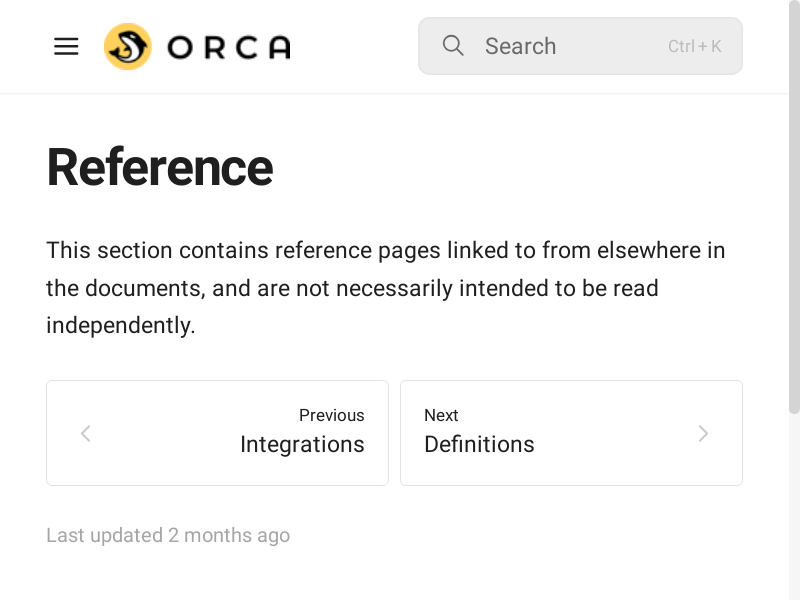 ORCA
Search
Ctrl + K
Reference
This section contains reference pages linked to from elsewhere in
the documents, and are not necessarily intended to be read
independently.
Previous
Integrations
Next
Definitions
Last updated 2 months ago